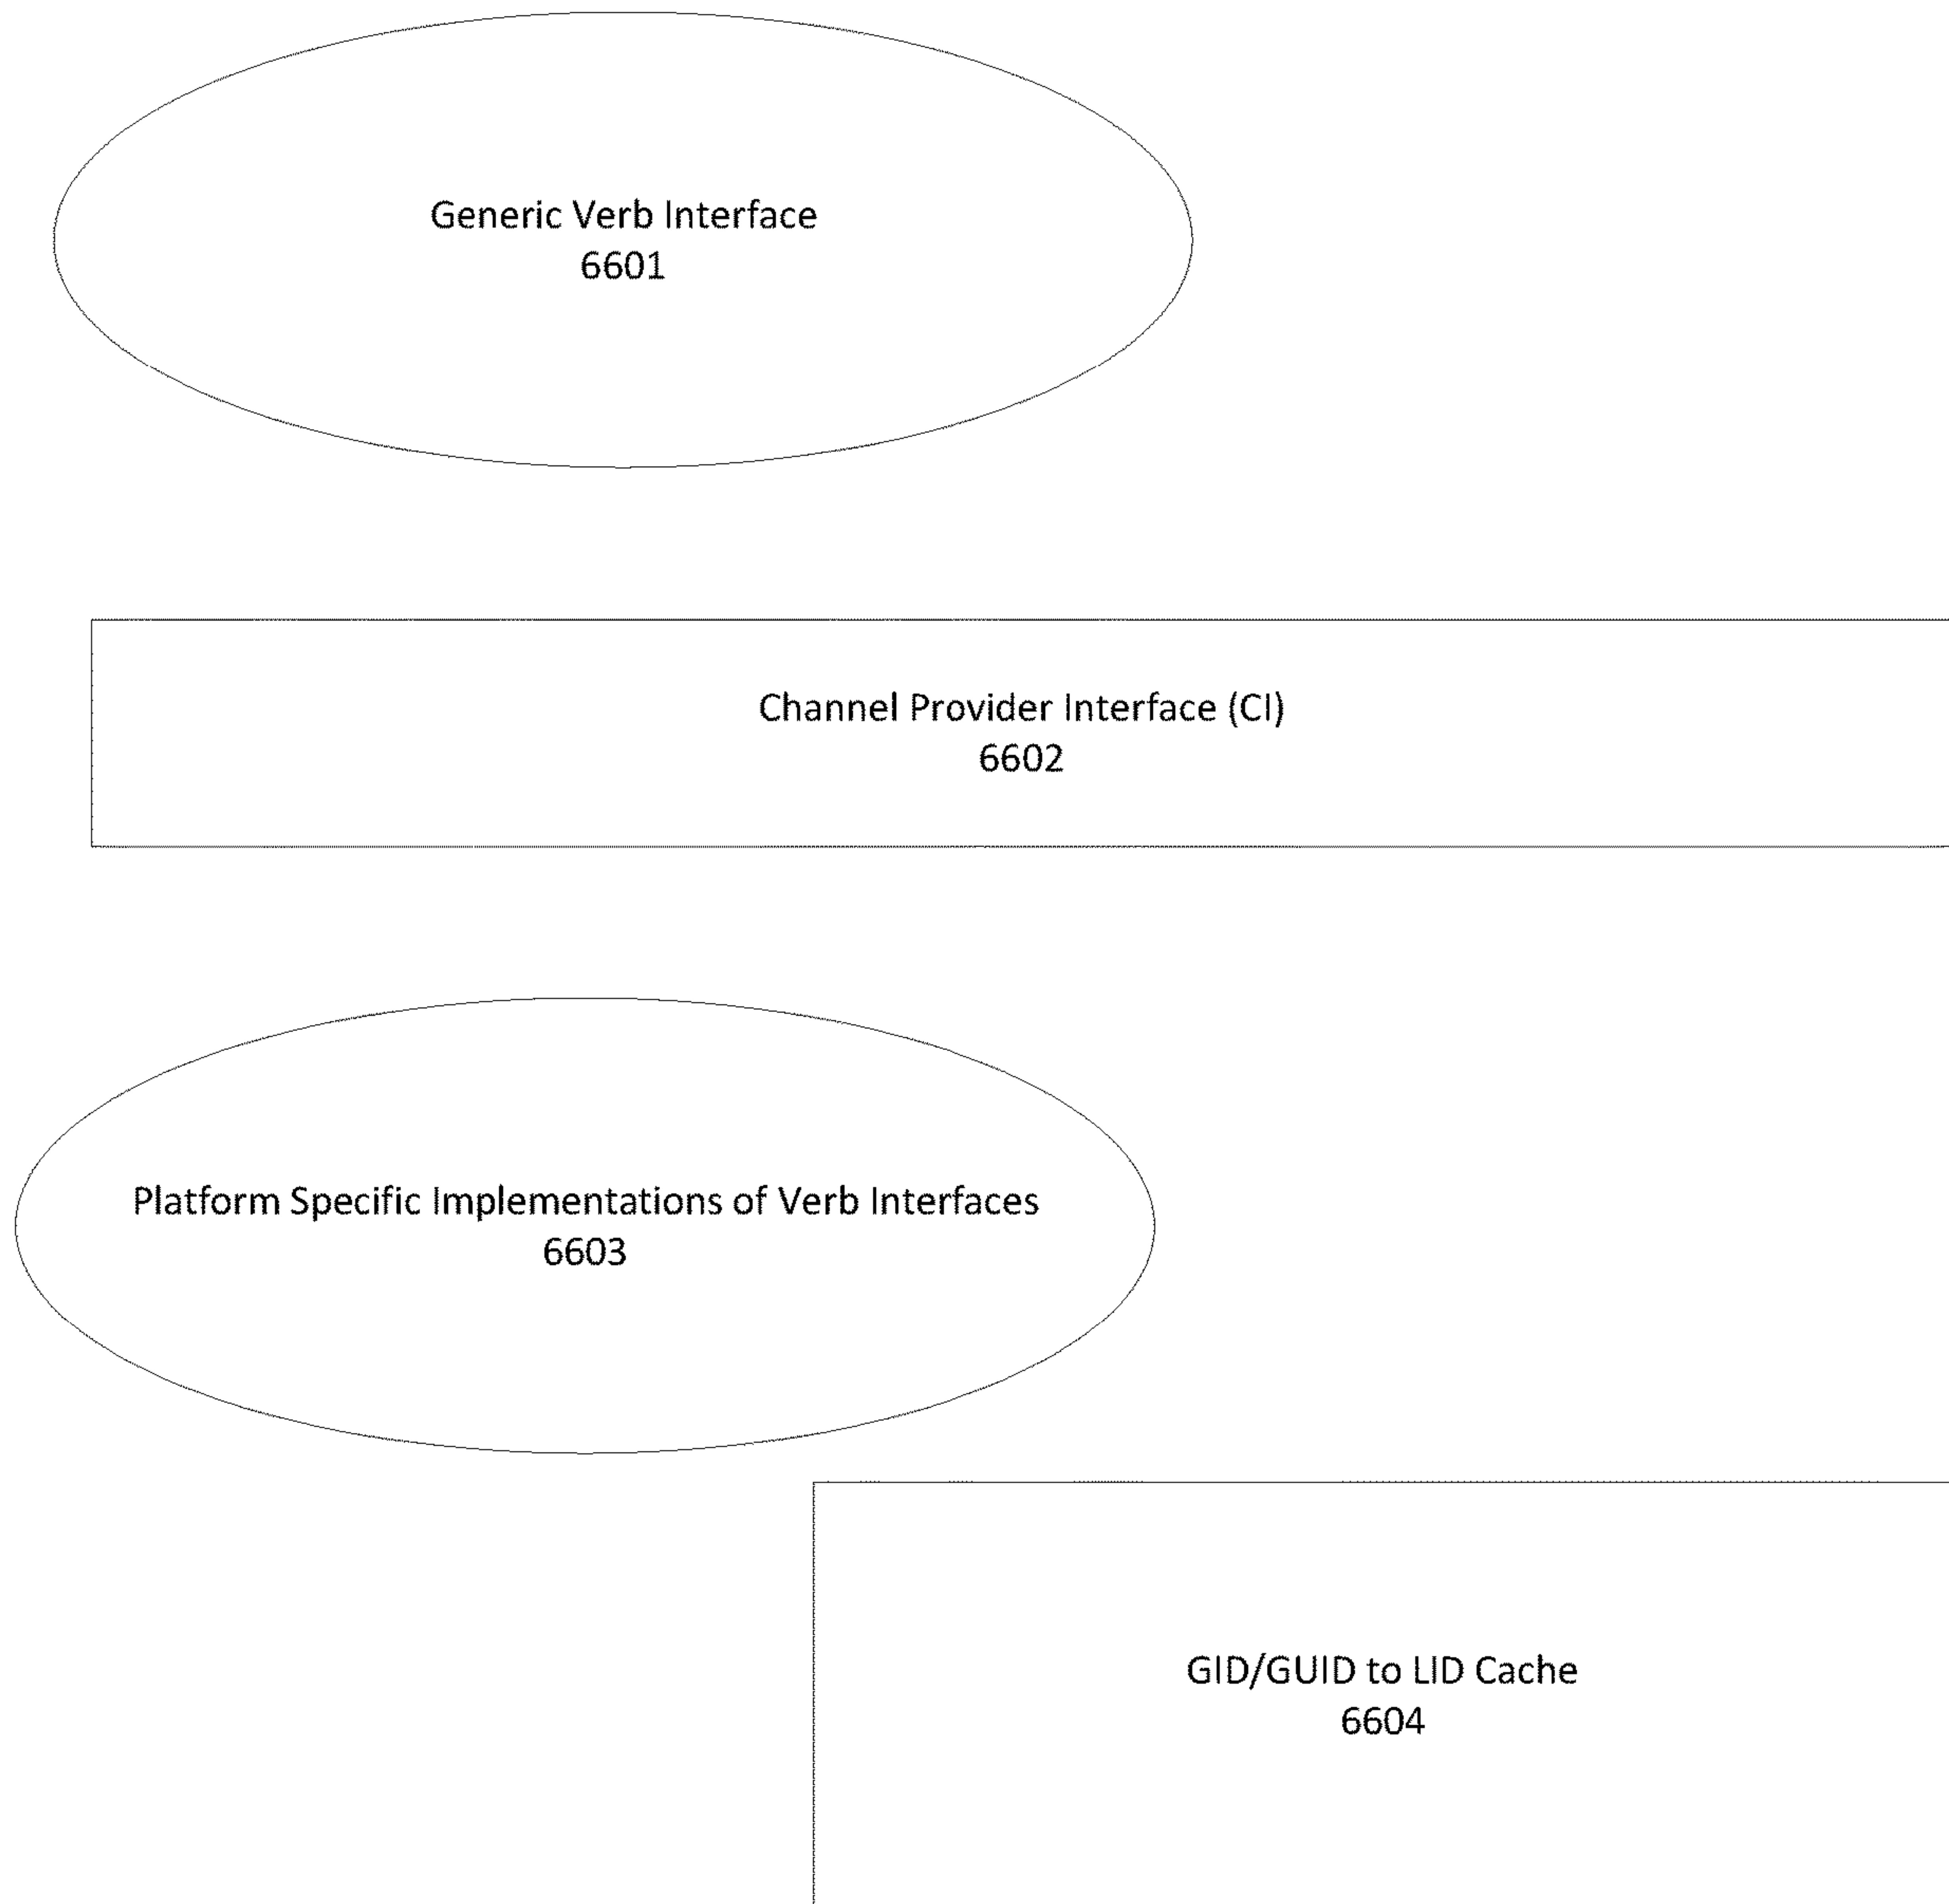 Generic Verb Interface
6601
Channel Provider Interface (CI)
6602
Platform Specific Implementations of Verb Interfaces
6603
GID/GUID to LID Cache
6604